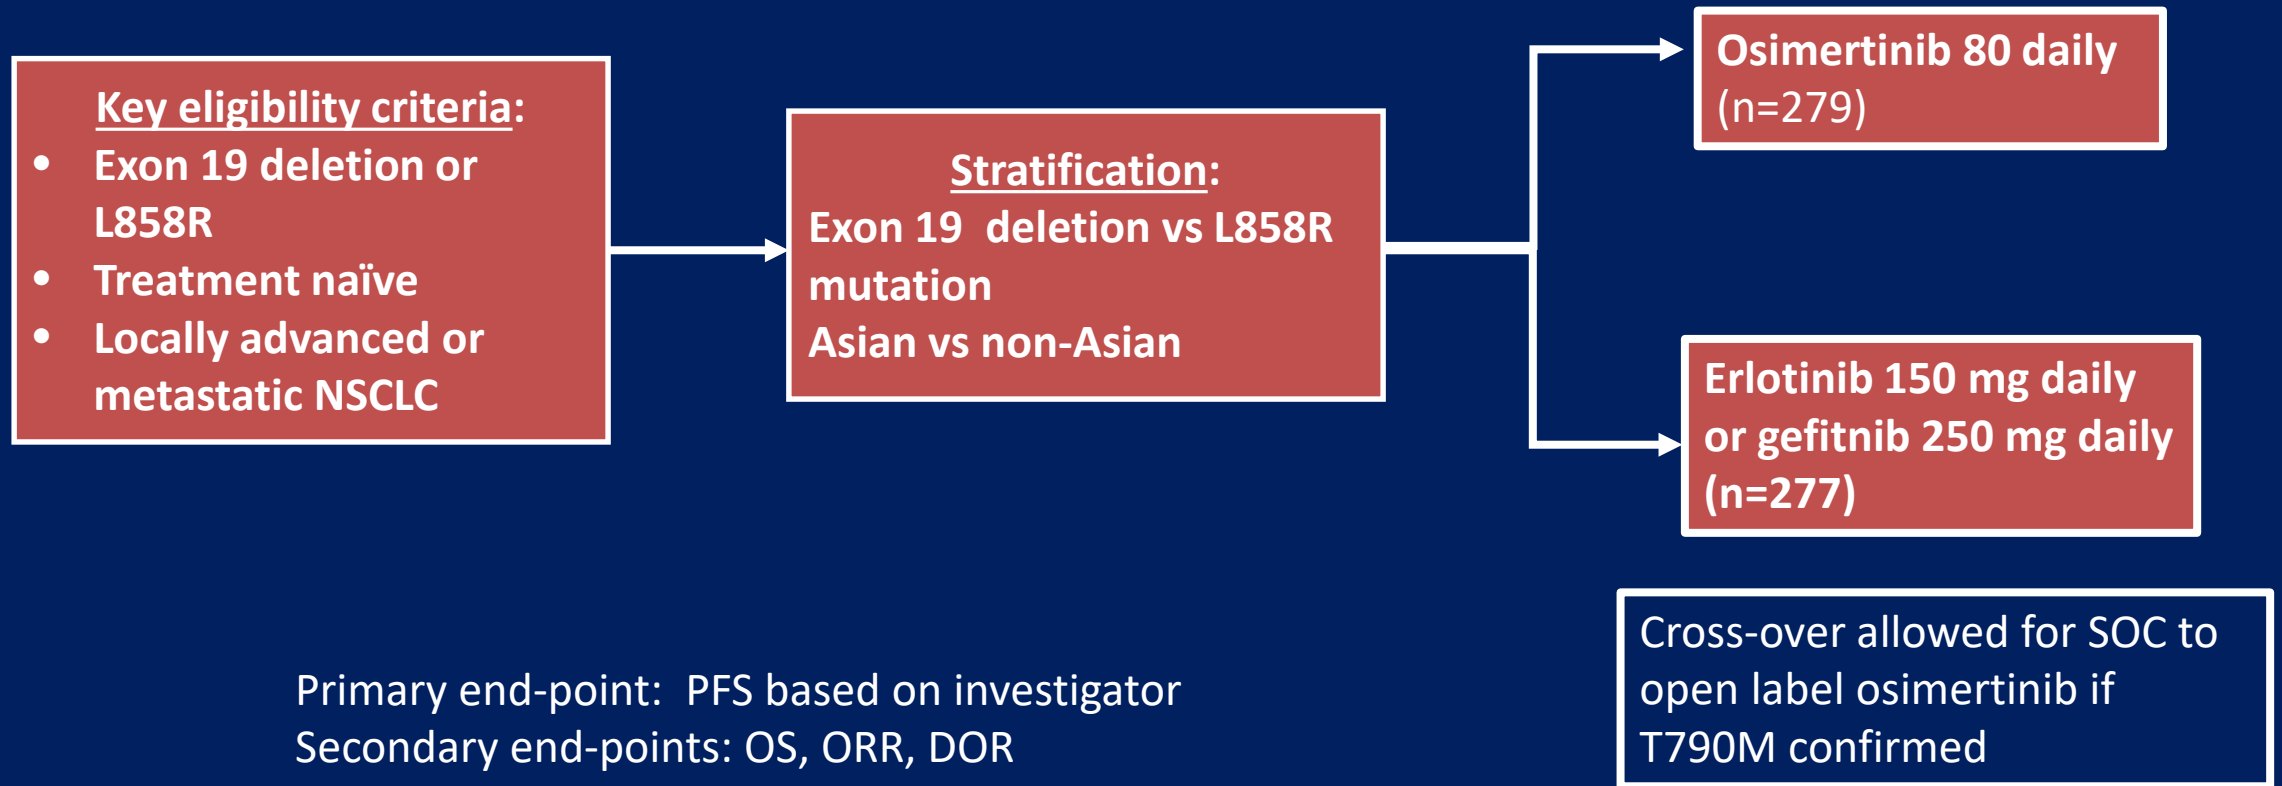 Key eligibility criteria:
• Exon 19 deletion or
L858R
• Treatment naïve
• Locally advanced or
metastatic NSCLC
Stratification:
Exon 19 deletion vs L858R
mutation
Asian vs non-Asian
Osimertinib 80 daily
(n=279)
Erlotinib 150 mg daily
or gefitnib 250 mg daily
(n=277)
Cross-over allowed for SOC to
open label osimertinib if
T790M confirmed
Primary end-point: PFS based on investigator
Secondary end-points: OS, ORR, DOR